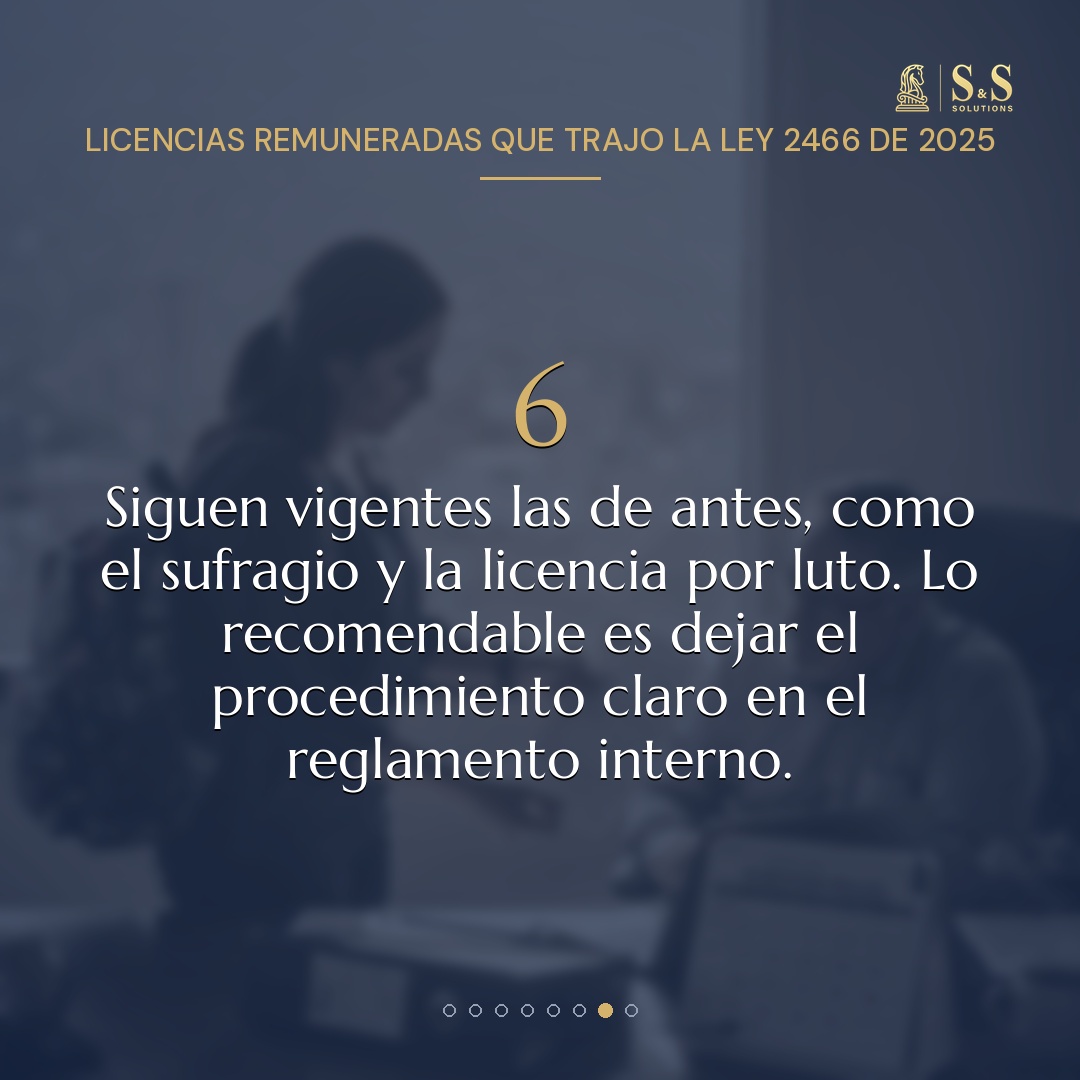 S&S
SOLUTIONS
LICENCIAS REMUNERADAS QUE TRAJO LA LEY 2466 DE 2025
6
Siguen vigentes las de antes, como
el sufragio y la licencia por luto. Lo
recomendable es dejar el
procedimiento claro en el
reglamento interno.